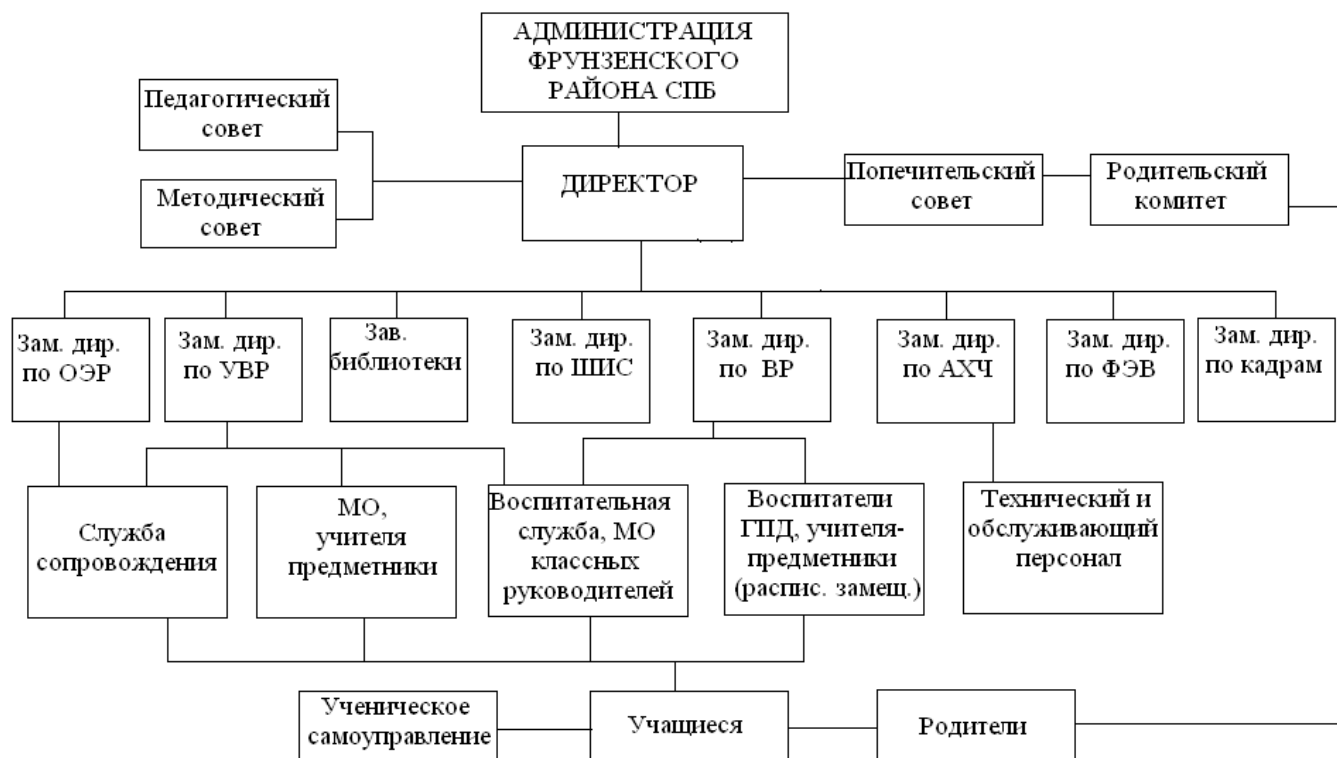 АДМИНИСТРАЦИЯ
ФРУНЗЕНСКОГО
РАЙОНА СПБ
Педагогический
совет
Методический
совет
ДИРЕКТОР
Попечительский
совет
Родительский
комитет
Зам. дир.
по ОЭР
Зам. дир.
по УВР
Зав.
библиотеки
Зам. дир.
по ШИС
Зам. дир.
по ВР
Зам. дир.
по АХЧ
Зам. дир.
по ФЭВ
Зам. дир.
по кадрам
Служба
сопровождения
МО,
учителя
предметники
Воспитательная
служба, МО
классных
руководителей
Воспитатели
ГПД, учителя-
предметники
(распис. замещ.)
Технический и
обслуживающий
персонал
Ученическое
самоуправление
Учащиеся
Родители